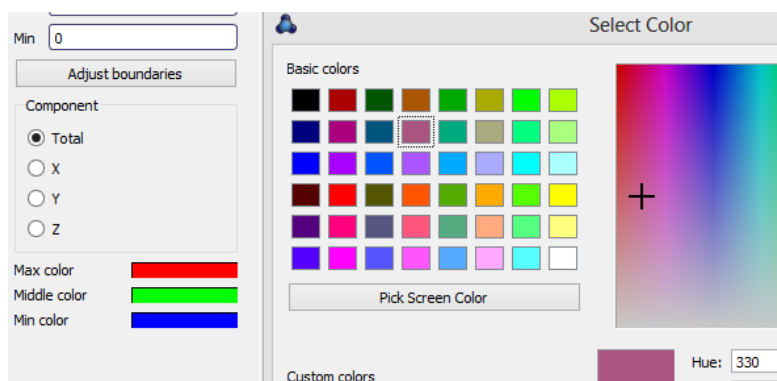 Min 0
Adjust boundaries
Component
Total
X
Y
Z
Max color
Middle color
Min color
Select Color
Basic colors
Pick Screen Color
Hue: 330
Custom colors